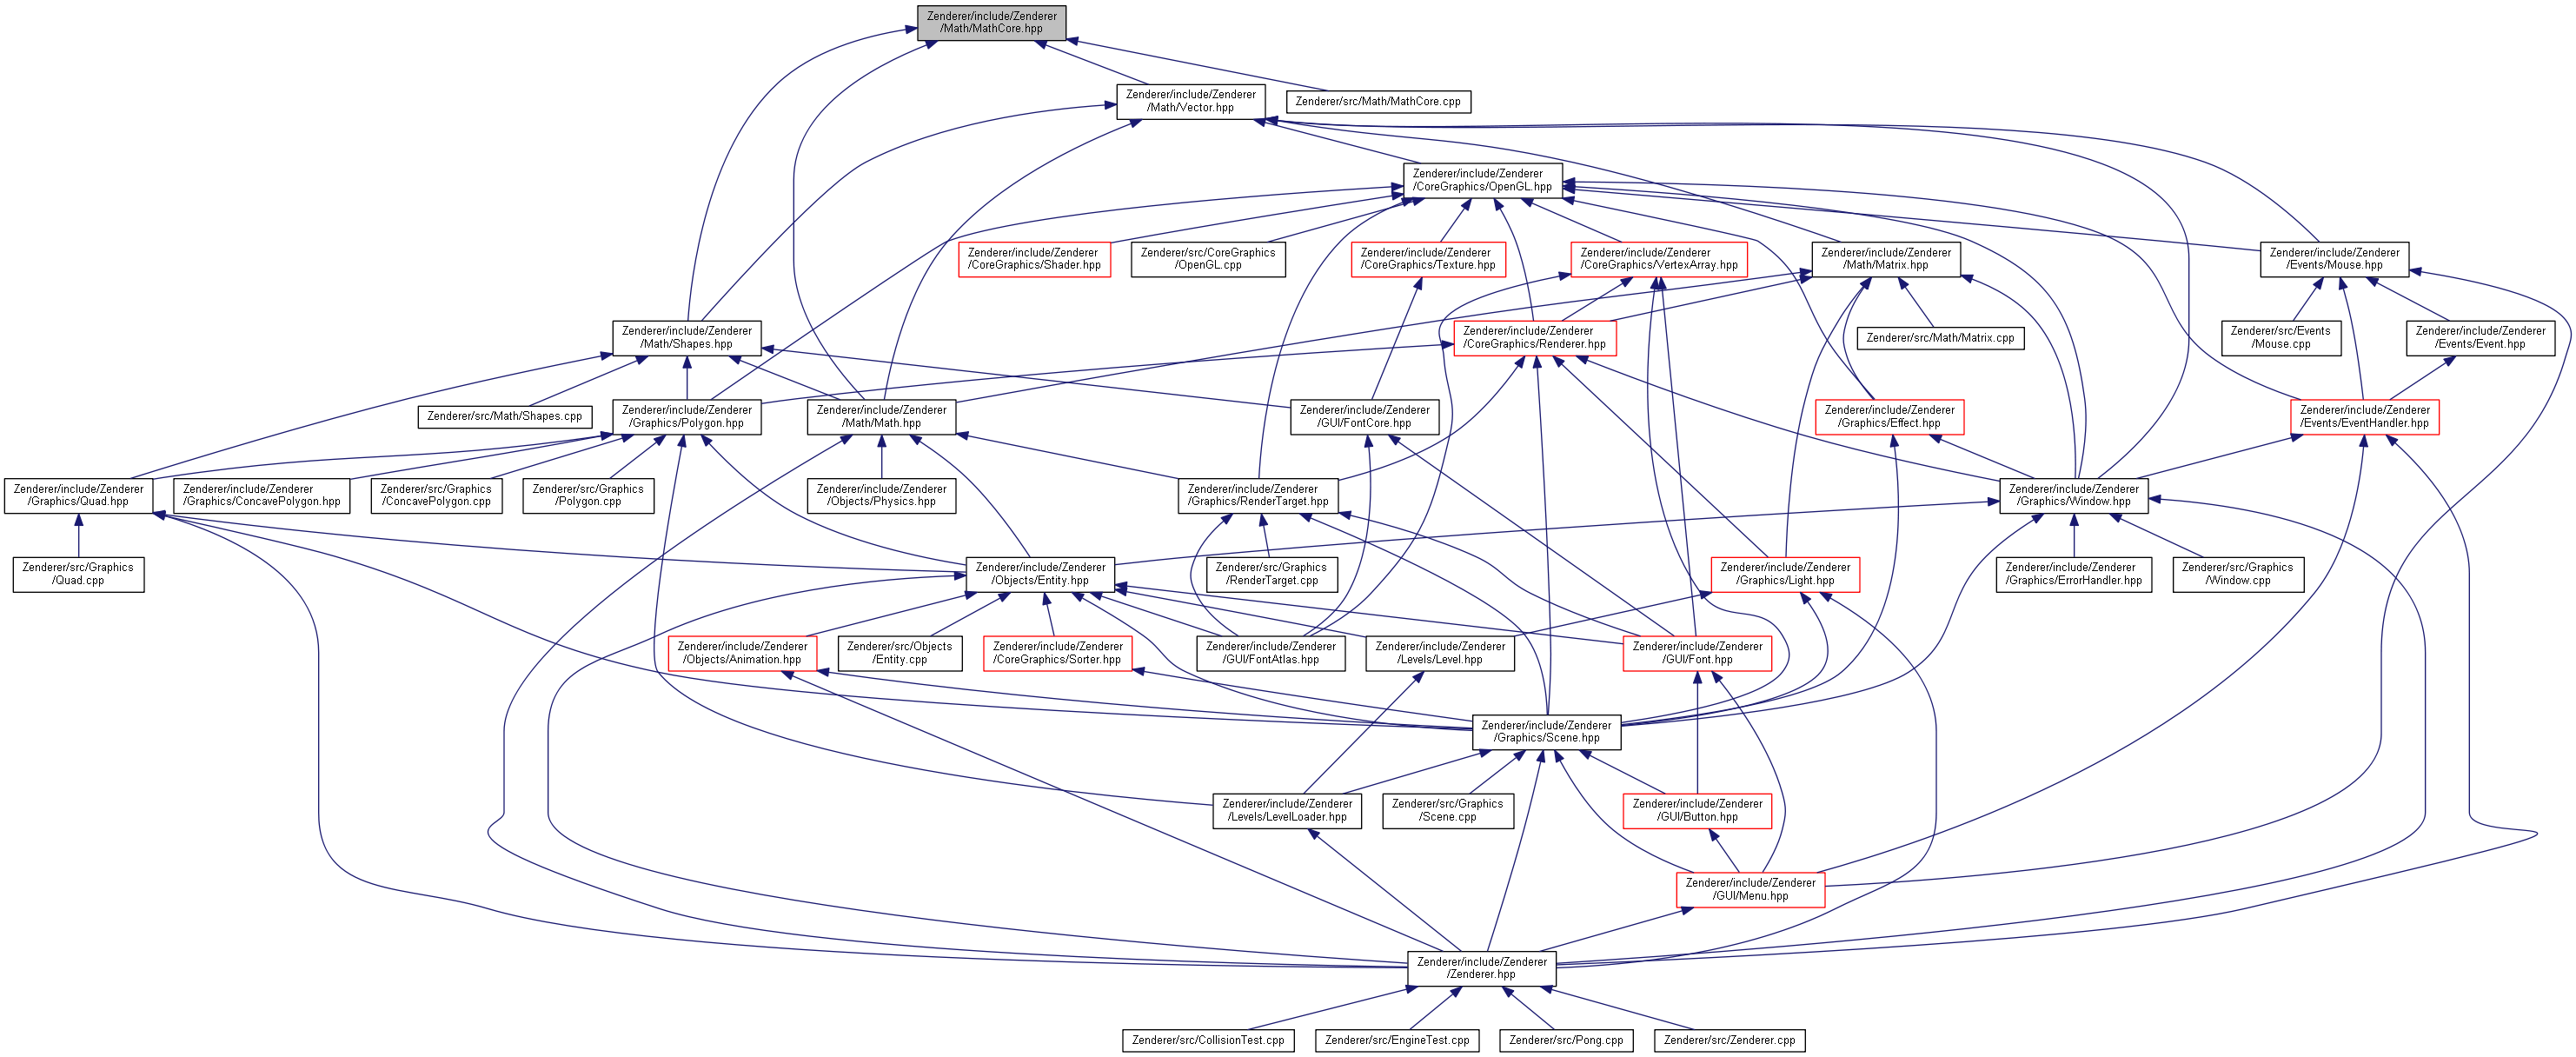 Zenderer/include/Zenderer
/Math/MathCore.hpp
Zenderer/include/Zenderer
/Math/Vector.hpp
Zenderer/src/Math/MathCore.cpp
Zenderer/include/Zenderer
/CoreGraphics/OpenGL.hpp
Zenderer/include/Zenderer
/CoreGraphics/Shader.hpp
Zenderer/src/CoreGraphics
/OpenGL.cpp
Zenderer/include/Zenderer
/CoreGraphics/Texture.hpp
Zenderer/include/Zenderer
/CoreGraphics/VertexArray.hpp
Zenderer/include/Zenderer
/Math/Matrix.hpp
Zenderer/include/Zenderer
/Events/Mouse.hpp
Zenderer/include/Zenderer
/Math/Shapes.hpp
Zenderer/include/Zenderer
/CoreGraphics/Renderer.hpp
Zenderer/src/Math/Matrix.cpp
Zenderer/src/Events
/Mouse.cpp
Zenderer/include/Zenderer
/Events/Event.hpp
Zenderer/src/Math/Shapes.cpp
Zenderer/include/Zenderer
/Graphics/Polygon.hpp
Zenderer/include/Zenderer
/Math/Math.hpp
Zenderer/include/Zenderer
/GUI/FontCore.hpp
Zenderer/include/Zenderer
/Graphics/Effect.hpp
Zenderer/include/Zenderer
/Events/EventHandler.hpp
Zenderer/include/Zenderer
/Graphics/Quad.hpp
Zenderer/include/Zenderer
/Graphics/ConcavePolygon.hpp
Zenderer/src/Graphics
/ConcavePolygon.cpp
Zenderer/src/Graphics
/Polygon.cpp
Zenderer/include/Zenderer
/Objects/Physics.hpp
Zenderer/include/Zenderer
/Graphics/RenderTarget.hpp
Zenderer/include/Zenderer
/Graphics/Window.hpp
Zenderer/src/Graphics
/Quad.cpp
Zenderer/include/Zenderer
/Objects/Entity.hpp
Zenderer/src/Graphics
/RenderTarget.cpp
Zenderer/include/Zenderer
/Graphics/Light.hpp
Zenderer/include/Zenderer
/Graphics/ErrorHandler.hpp
Zenderer/src/Graphics
/Window.cpp
Zenderer/include/Zenderer
/Objects/Animation.hpp
Zenderer/src/Objects
/Entity.cpp
Zenderer/include/Zenderer
/CoreGraphics/Sorter.hpp
Zenderer/include/Zenderer
/GUI/FontAtlas.hpp
Zenderer/include/Zenderer
/Levels/Level.hpp
Zenderer/include/Zenderer
/GUI/Font.hpp
Zenderer/include/Zenderer
/Graphics/Scene.hpp
Zenderer/include/Zenderer
/Levels/LevelLoader.hpp
Zenderer/src/Graphics
/Scene.cpp
Zenderer/include/Zenderer
/GUI/Button.hpp
Zenderer/include/Zenderer
/GUI/Menu.hpp
Zenderer/include/Zenderer
/Zenderer.hpp
Zenderer/src/CollisionTest.cpp
Zenderer/src/EngineTest.cpp
Zenderer/src/Pong.cpp
Zenderer/src/Zenderer.cpp